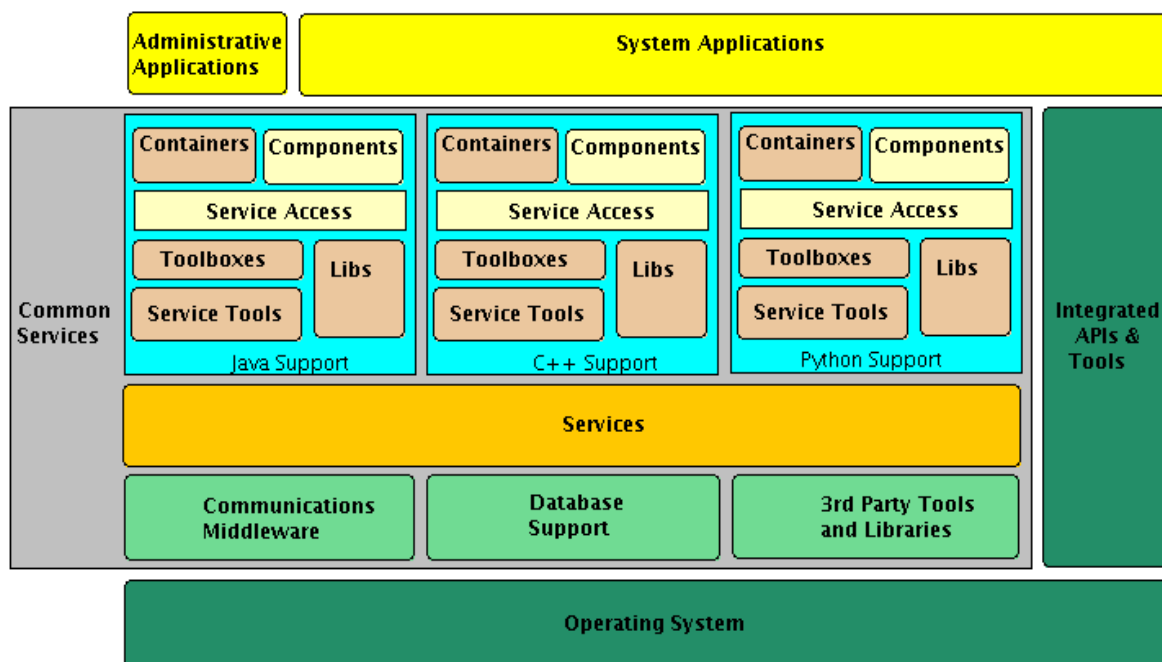 Administrative
Applications
System Applications
Containers
Components
Service Access
Toolboxes
Libs
Service Tools
Java Support
Containers
Components
Service Access
Toolboxes
Libs
Service Tools
C++ Support
Containers
Components
Service Access
Toolboxes
Libs
Service Tools
Python Support
Common
Services
Integrated
APIs &
Tools
Services
Communications
Middleware
Database
Support
3rd Party Tools
and Libraries
Operating System